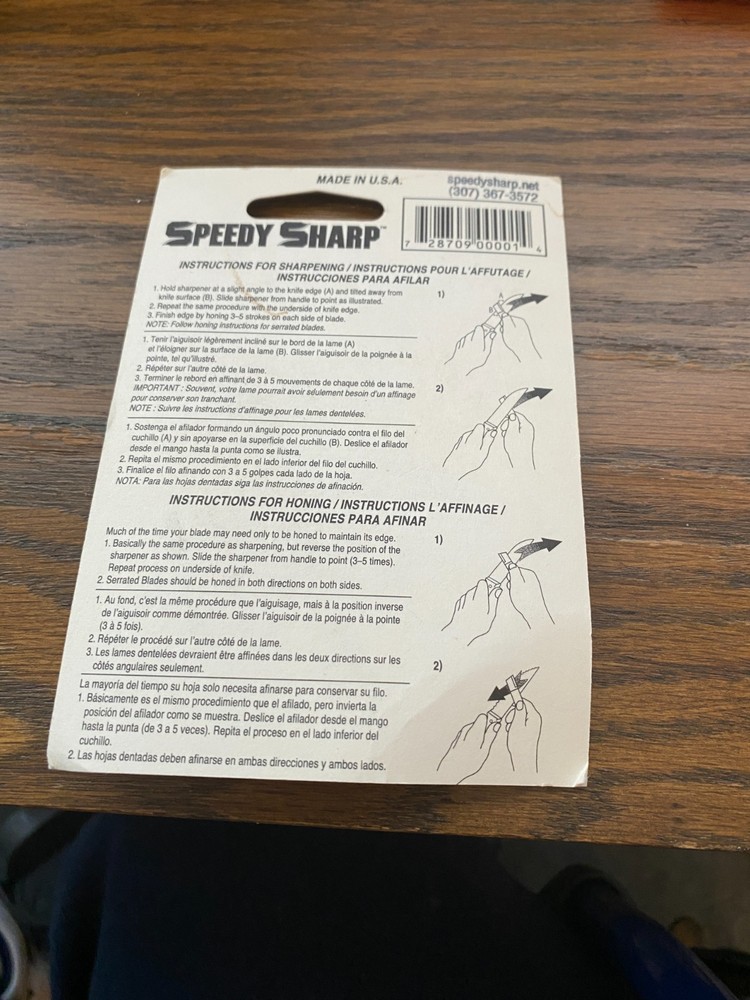 MADE IN U.S.A.
speedysharp.net
(307) 367-3572
SPEEDY SHARP™
7 28709 00001 4
INSTRUCTIONS FOR SHARPENING / INSTRUCTIONS POUR L'AFFUTAGE /
INSTRUCCIONES PARA AFILAR
1. Hold sharpener at a slight angle to the knife edge (A) and tilted away from
knife surface (B). Slide sharpener from handle to point as illustrated.
2. Repeat the same procedure with the underside of knife edge.
3. Finish edge by honing 3–5 strokes on each side of blade.
NOTE: Follow honing instructions for serrated blades.
1. Tenir l'aiguisoir légèrement incliné sur le bord de la lame (A)
et l'éloigner sur la surface de la lame (B). Glisser l'aiguisoir de la poignée à la
pointe, tel qu'illustré.
2. Répéter sur l'autre côté de la lame.
3. Terminer le rebord en affinant de 3 à 5 mouvements de chaque côté de la lame.
IMPORTANT : Souvent, votre lame pourrait avoir seulement besoin d'un affinage
pour conserver son tranchant.
NOTE : Suivre les instructions d'affinage pour les lames dentelées.
1. Sostenga el afilador formando un ángulo poco pronunciado contra el filo del
cuchillo (A) y sin apoyarse en la superficie del cuchillo (B). Deslice el afilador
desde el mango hasta la punta como se ilustra.
2. Repita el mismo procedimiento en el lado inferior del filo del cuchillo.
3. Finalice el filo afinando con 3 a 5 golpes cada lado de la hoja.
NOTA: Para las hojas dentadas siga las instrucciones de afinación.
1)
A
B
2)
INSTRUCTIONS FOR HONING / INSTRUCTIONS L'AFFINAGE /
INSTRUCCIONES PARA AFINAR
Much of the time your blade may need only to be honed to maintain its edge.
1. Basically the same procedure as sharpening, but reverse the position of the
sharpener as shown. Slide the sharpener from handle to point (3–5 times).
Repeat process on underside of knife.
2. Serrated Blades should be honed in both directions on both sides.
1. Au fond, c'est la même procédure que l'aiguisage, mais à la position inverse
de l'aiguisoir comme démontrée. Glisser l'aiguisoir de la poignée à la pointe
(3 à 5 fois).
2. Répéter le procédé sur l'autre côté de la lame.
3. Les lames dentelées devraient être affinées dans les deux directions sur les
côtés angulaires seulement.
La mayoría del tiempo su hoja solo necesita afinarse para conservar su filo.
1. Básicamente es el mismo procedimiento que el afilado, pero invierta la
posición del afilador como se muestra. Deslice el afilador desde el mango
hasta la punta (de 3 a 5 veces). Repita el proceso en el lado inferior del
cuchillo.
2. Las hojas dentadas deben afinarse en ambas direcciones y ambos lados.
1)
2)